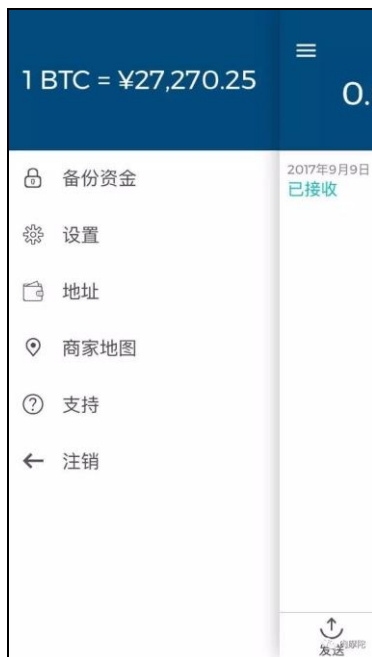 1 BTC = ¥27,270.25
0.
备份资金
2017年9月9日
已接收
设置
地址
商家地图
支持
注销
发送